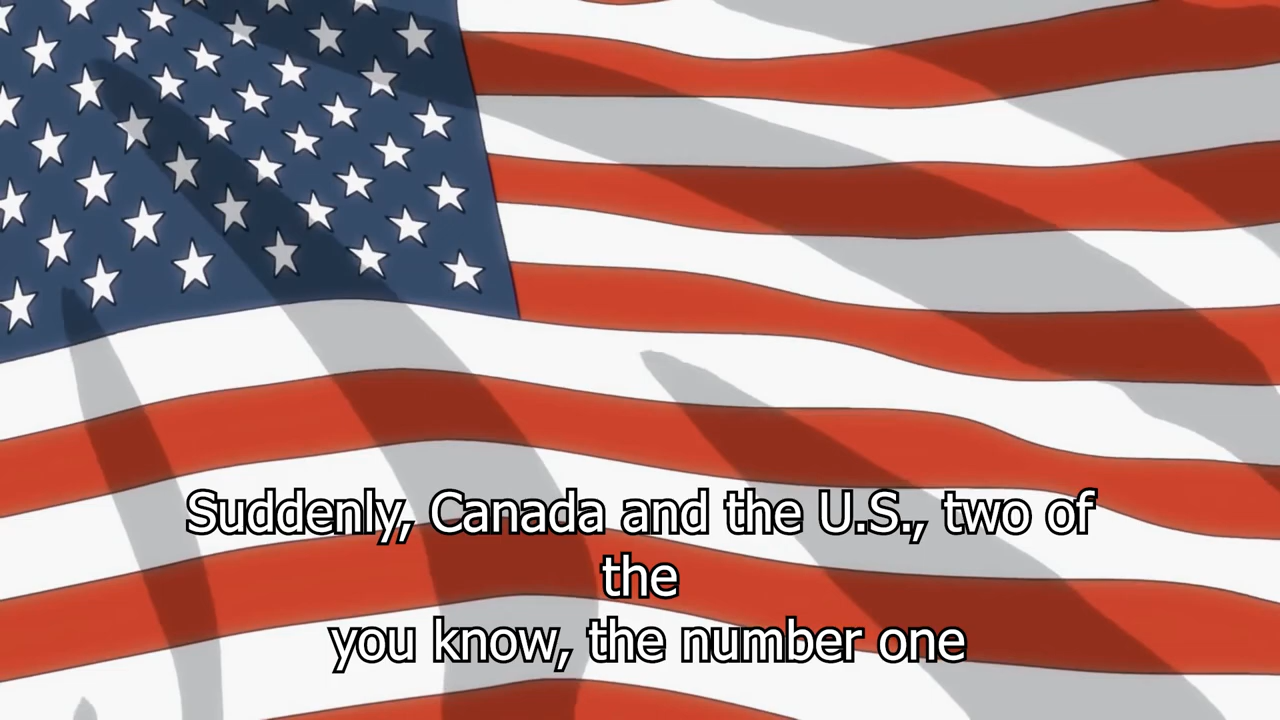 Suddenly, Canada and the U.S., two of
the
you know, the number one